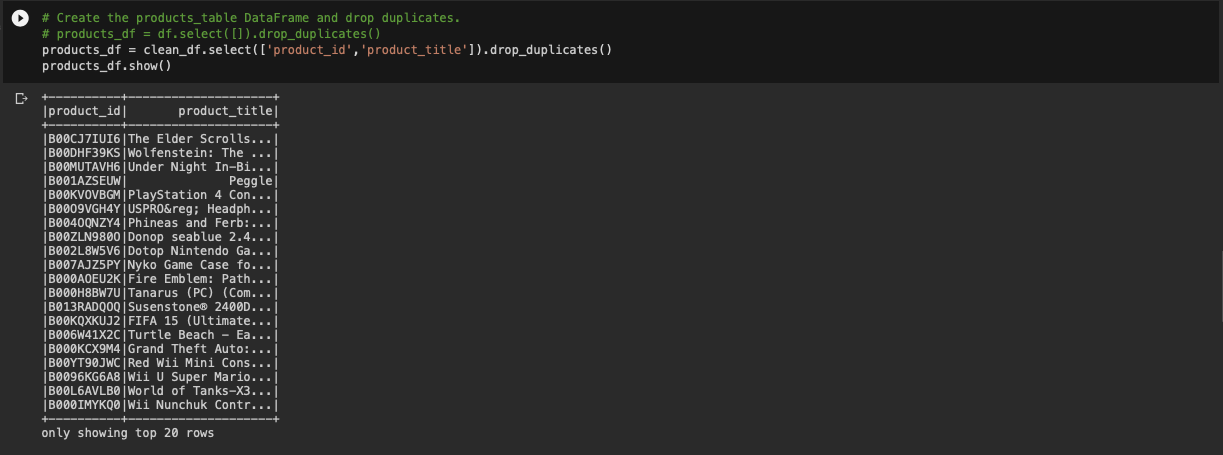 # Create the products_table DataFrame and drop duplicates.
# products_df = df.select([]).drop_duplicates()
products_df = clean_df.select(['product_id','product_title']).drop_duplicates()
products_df.show()
+----------+--------------------+
|product_id|       product_title|
+----------+--------------------+
|B00CJ7IUI6|The Elder Scrolls...|
|B00DHF39KS|Wolfenstein: The ...|
|B00MUTAVH6|Under Night In-Bi...|
|B001AZSEUW|              Peggle|
|B00KVOVBGM|PlayStation 4 Con...|
|B00O9VGH4Y|USPRO&reg; Headph...|
|B004OQNZY4|Phineas and Ferb:...|
|B00ZLN980O|Donop seablue 2.4...|
|B002L8W5V6|Dotop Nintendo Ga...|
|B007AJZ5PY|Nyko Game Case fo...|
|B000AOEU2K|Fire Emblem: Path...|
|B000H8BW7U|Tanarus (PC) (Com...|
|B013RADQOQ|Susenstone® 2400D...|
|B00KQXKUJ2|FIFA 15 (Ultimate...|
|B006W41X2C|Turtle Beach - Ea...|
|B000KCX9M4|Grand Theft Auto:...|
|B00YT90JWC|Red Wii Mini Cons...|
|B0096KG6A8|Wii U Super Mario...|
|B00L6AVLB0|World of Tanks-X3...|
|B000IMYKQ0|Wii Nunchuk Contr...|
+----------+--------------------+
only showing top 20 rows